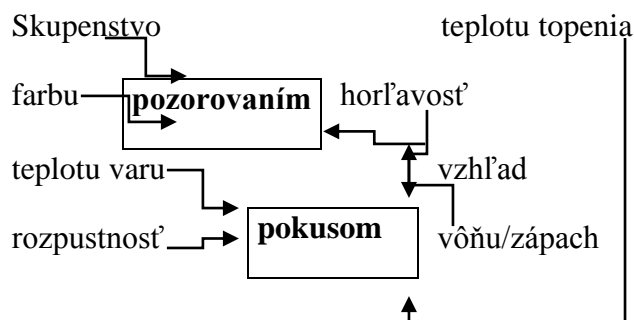 Skupenstvo teplotu topenia
farbu pozorovaním horľavosť
teplotu varu vzhľad
rozpustnosť pokusom vôňu/zápach